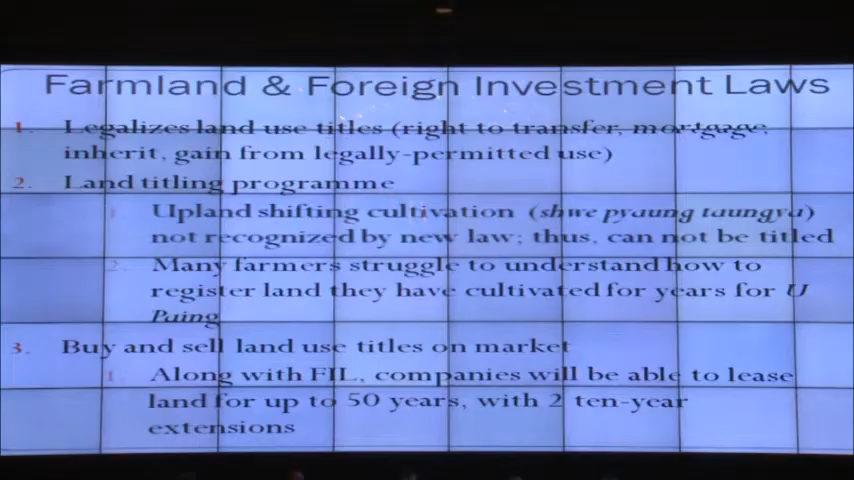 Farmland & Foreign Investment Laws
1. Legalizes land use titles (right to transfer, mortgage,
inherit, gain from legally-permitted use)
2. Land titling programme
1. Upland shifting cultivation (shwe pyaung taungya)
not recognized by new law; thus, can not be titled
2. Many farmers struggle to understand how to
register land they have cultivated for years for U
Paing
3. Buy and sell land use titles on market
1. Along with FIL, companies will be able to lease
land for up to 50 years, with 2 ten-year
extensions